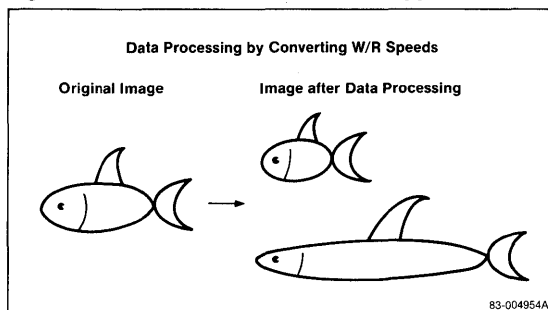 Data Processing by Converting W/R Speeds
Original Image
Image after Data Processing
83-004954A